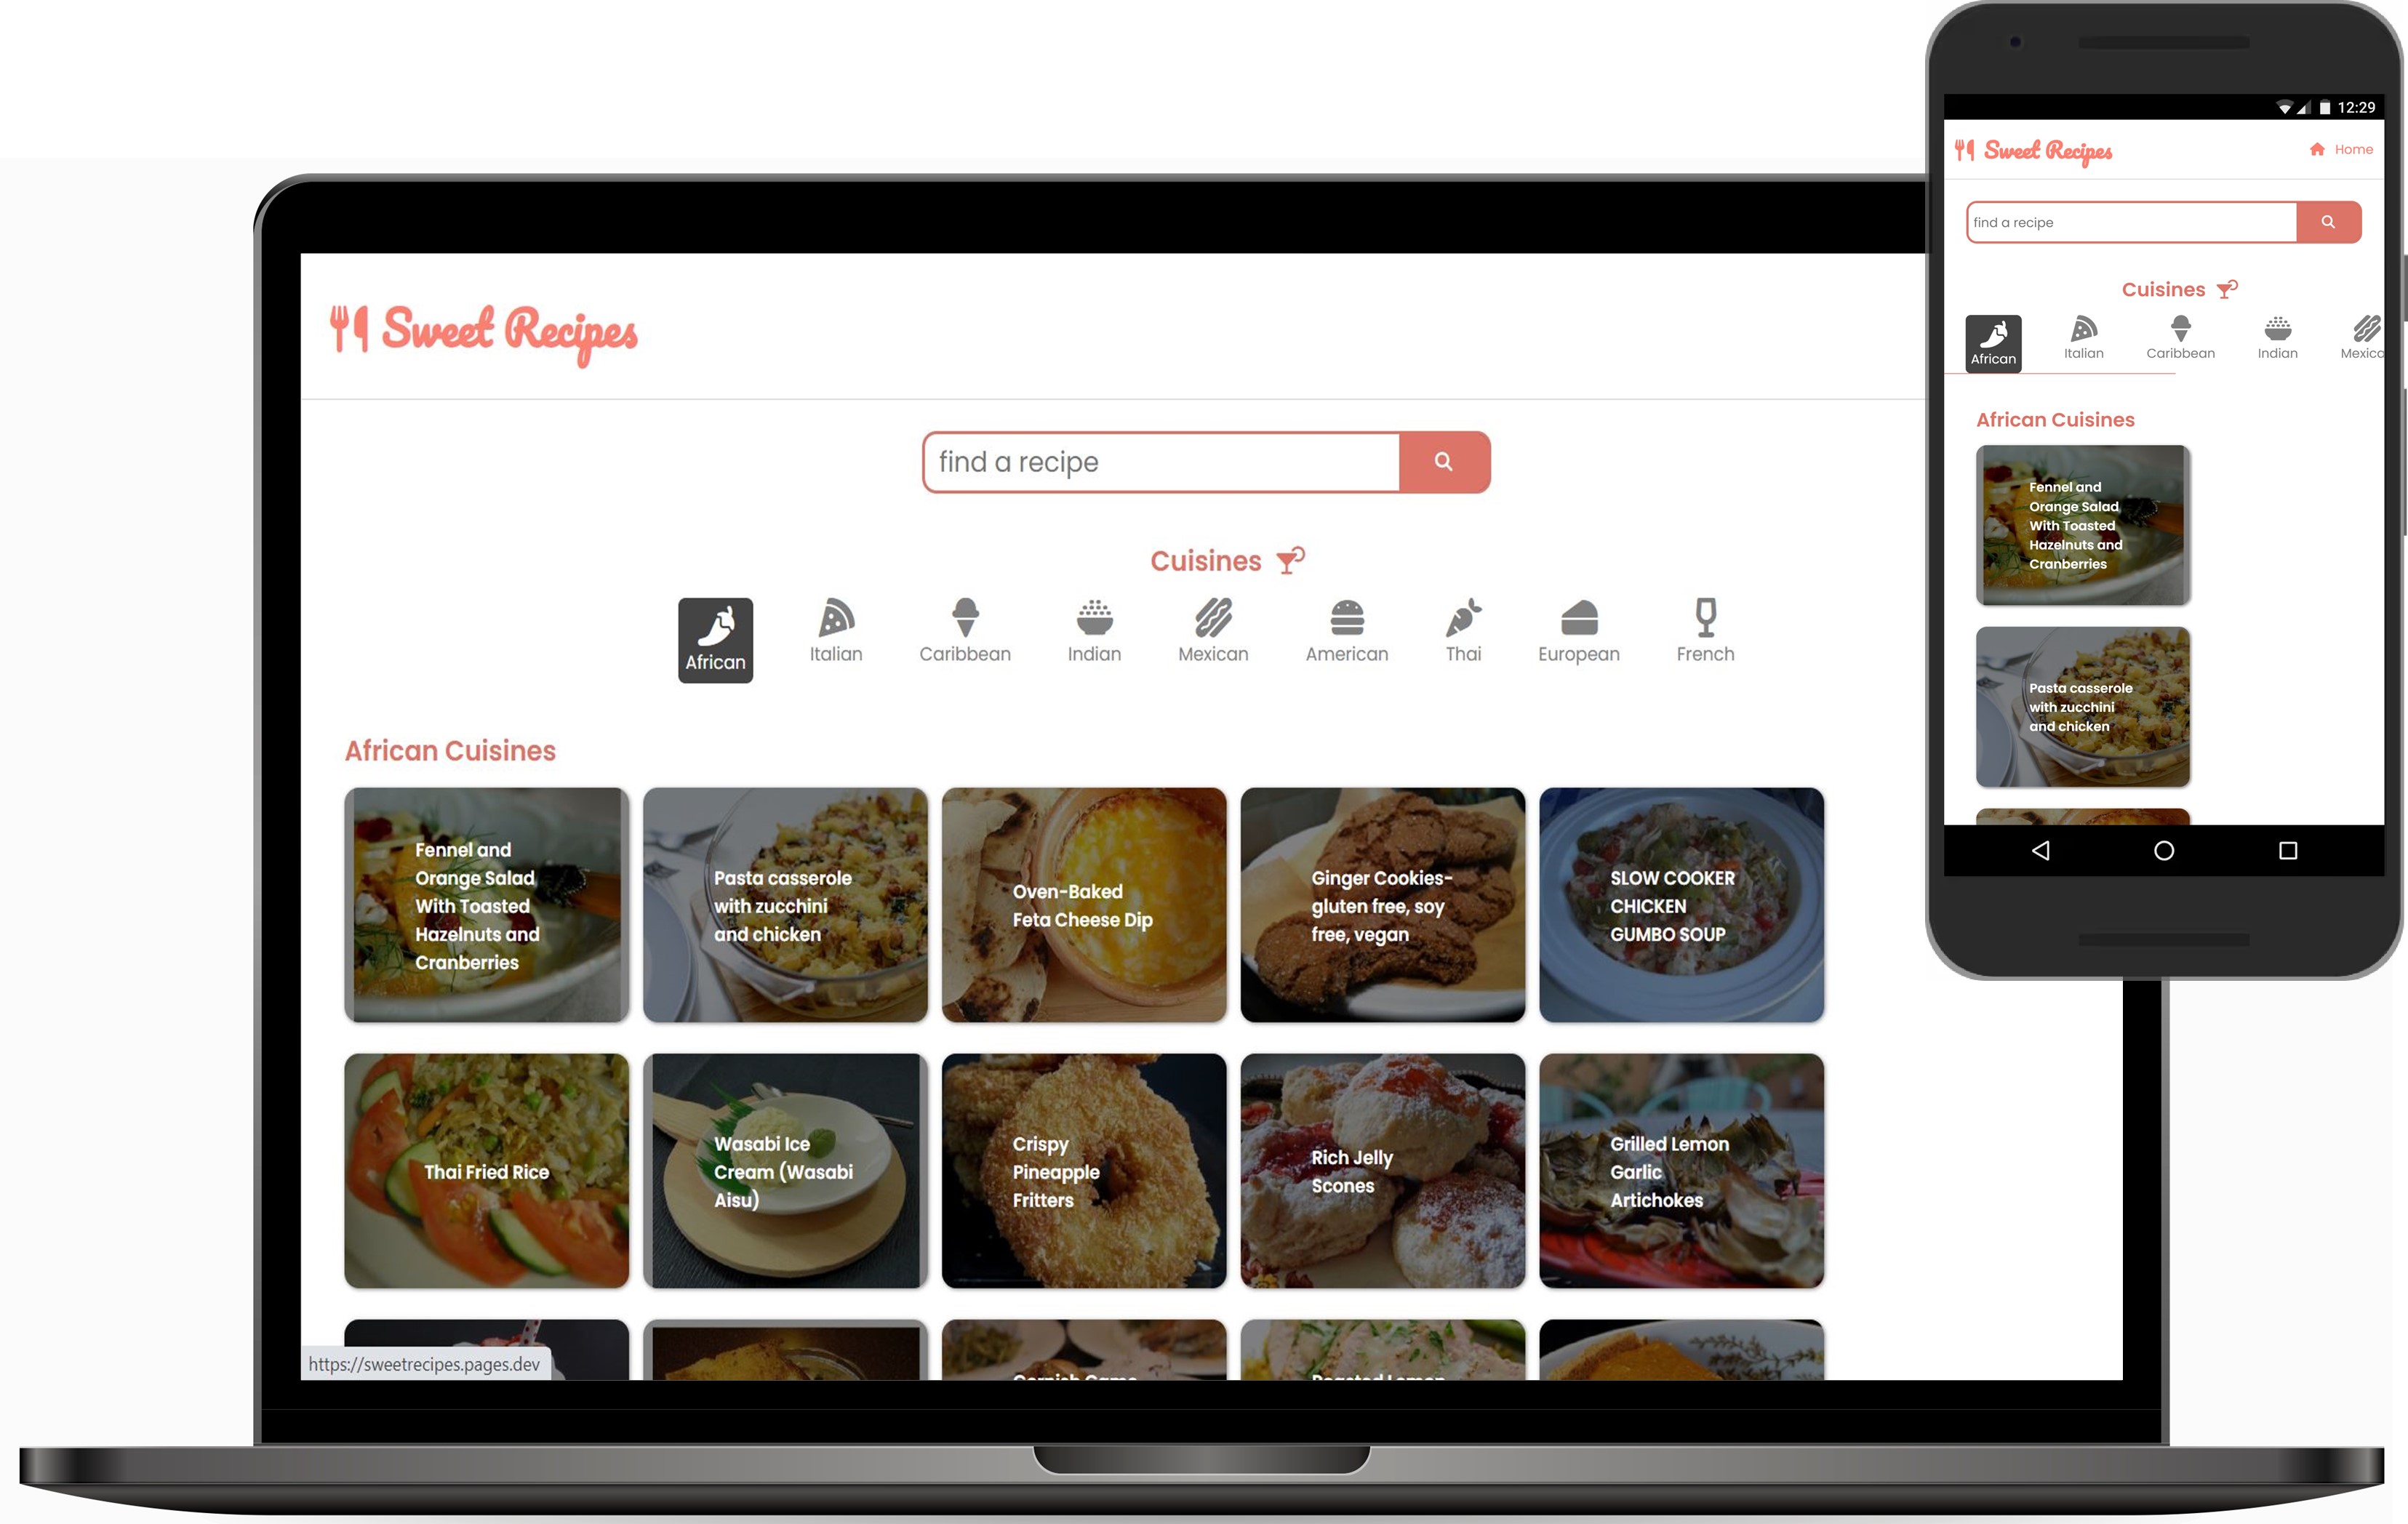 Sweet Recipes
find a recipe
Cuisines
African
Italian
Caribbean
Indian
Mexican
American
Thai
European
French
African Cuisines
Fennel and
Orange Salad
With Toasted
Hazelnuts and
Cranberries
Pasta casserole
with zucchini
and chicken
Oven-Baked
Feta Cheese Dip
Ginger Cookies-
gluten free, soy
free, vegan
SLOW COOKER
CHICKEN
GUMBO SOUP
Thai Fried Rice
Wasabi Ice
Cream (Wasabi
Aisu)
Crispy
Pineapple
Fritters
Rich Jelly
Scones
Grilled Lemon
Garlic
Artichokes
Cornish Game
Roasted Lemon
https://sweetrecipes.pages.dev
12:29
Sweet Recipes
Home
find a recipe
Cuisines
African
Italian
Caribbean
Indian
Mexica
African Cuisines
Fennel and
Orange Salad
With Toasted
Hazelnuts and
Cranberries
Pasta casserole
with zucchini
and chicken